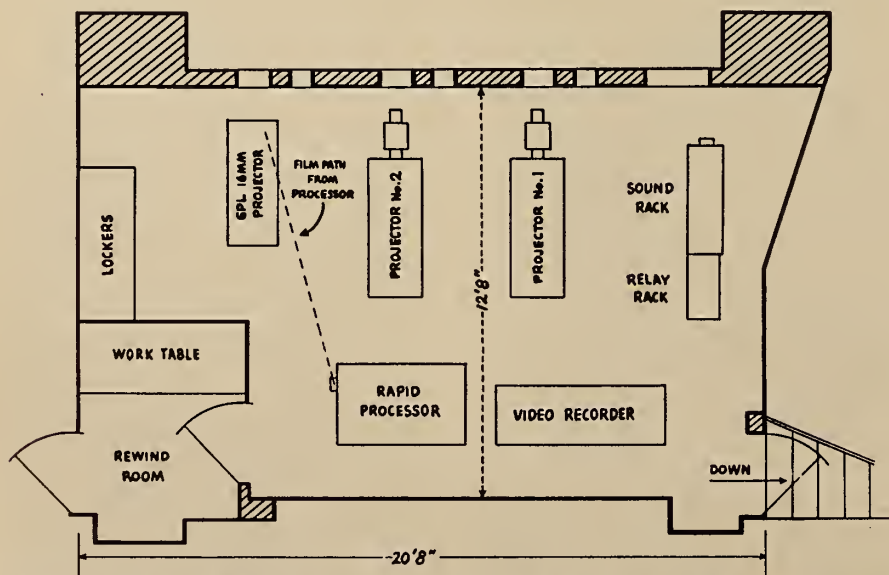 GPL 16MM
PROJECTOR
FILM PATH
FROM
PROCESSOR
PROJECTOR No.2
PROJECTOR No.1
SOUND
RACK
LOCKERS
RELAY
RACK
12'8"
WORK TABLE
RAPID
PROCESSOR
VIDEO RECORDER
REWIND
ROOM
DOWN
20'8"